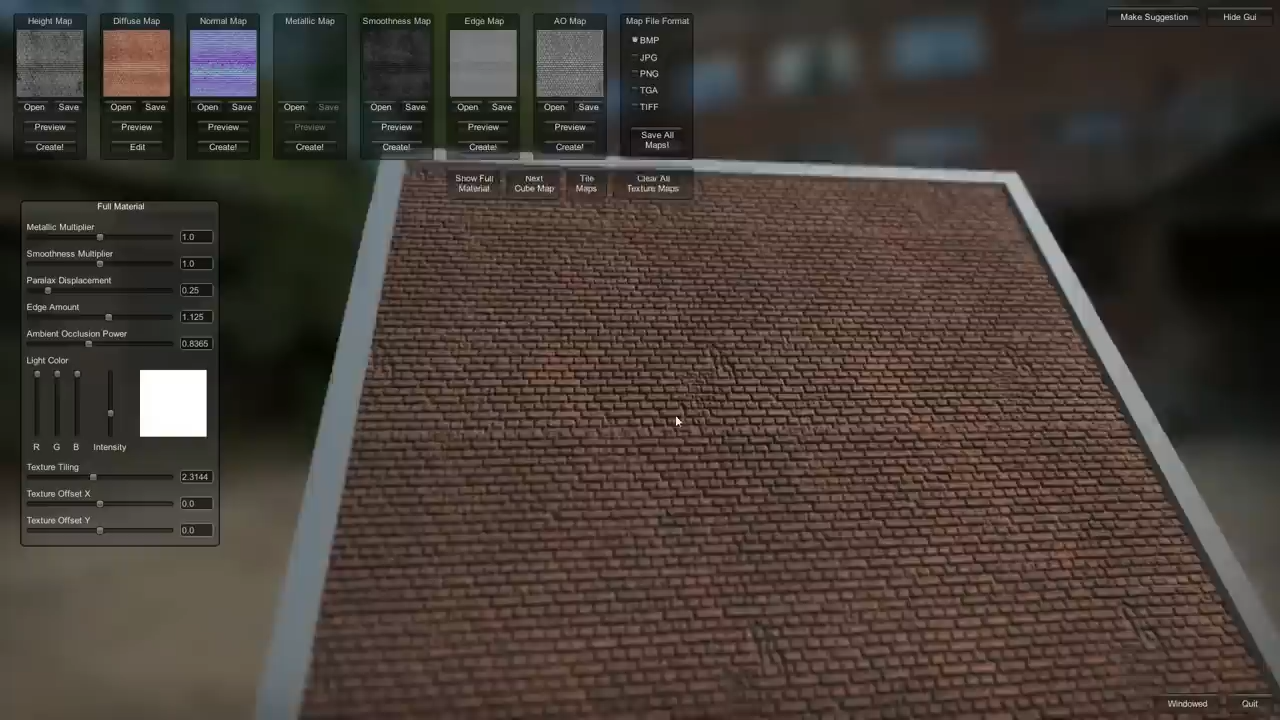 Height Map
Diffuse Map
Normal Map
Metallic Map
Smoothness Map
Edge Map
AO Map
Map File Format
Make Suggestion
Hide Gui
BMP
JPG
PNG
TGA
TIFF
Open Save
Open Save
Open Save
Open Save
Open Save
Open Save
Open Save
Preview
Preview
Preview
Preview
Preview
Preview
Preview
Save All
Maps!
Create!
Edit
Create!
Create!
Create!
Create!
Create!
Show Full
Material
Next
Cube Map
Tile
Maps
Clear All
Texture Maps
Full Material
Metallic Multiplier
1.0
Smoothness Multiplier
1.0
Paralax Displacement
0.25
Edge Amount
1.125
Ambient Occlusion Power
0.8365
Light Color
R G B Intensity
Texture Tiling
2.3144
Texture Offset X
0.0
Texture Offset Y
0.0
Windowed
Quit